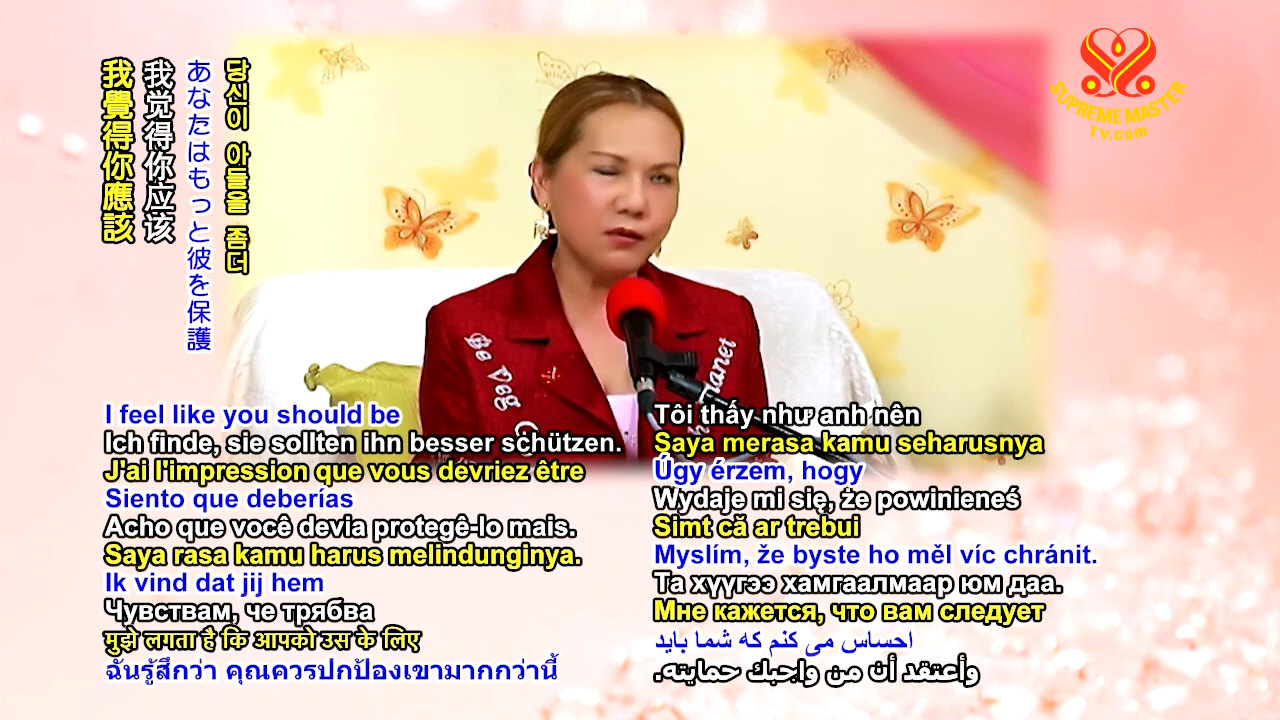 我覺得你應該
我觉得你应该
あなたはもっと彼を保護
당신이 아들을 좀더
SUPREME MASTER
TV.com
Be Veg
anet
I feel like you should be
Ich finde, sie sollten ihn besser schützen.
J'ai l'impression que vous dévriez être
Siento que deberías
Acho que você devia protegê-lo mais.
Saya rasa kamu harus melindunginya.
Ik vind dat jij hem
Чувствам, че трябва
मुझे लगता है कि आपको उस के लिए
ฉันรู้สึกว่า คุณควรปกป้องเขามากกว่านี้
Tôi thấy như anh nên
Saya merasa kamu seharusnya
Úgy érzem, hogy
Wydaje mi się, że powinieneś
Simt că ar trebui
Myslím, že byste ho měl víc chránit.
Та хүүгээ хамгаалмаар юм даа.
Мне кажется, что вам следует
احساس می کنم که شما باید
وأعتقد أن من واجبك حمايته.